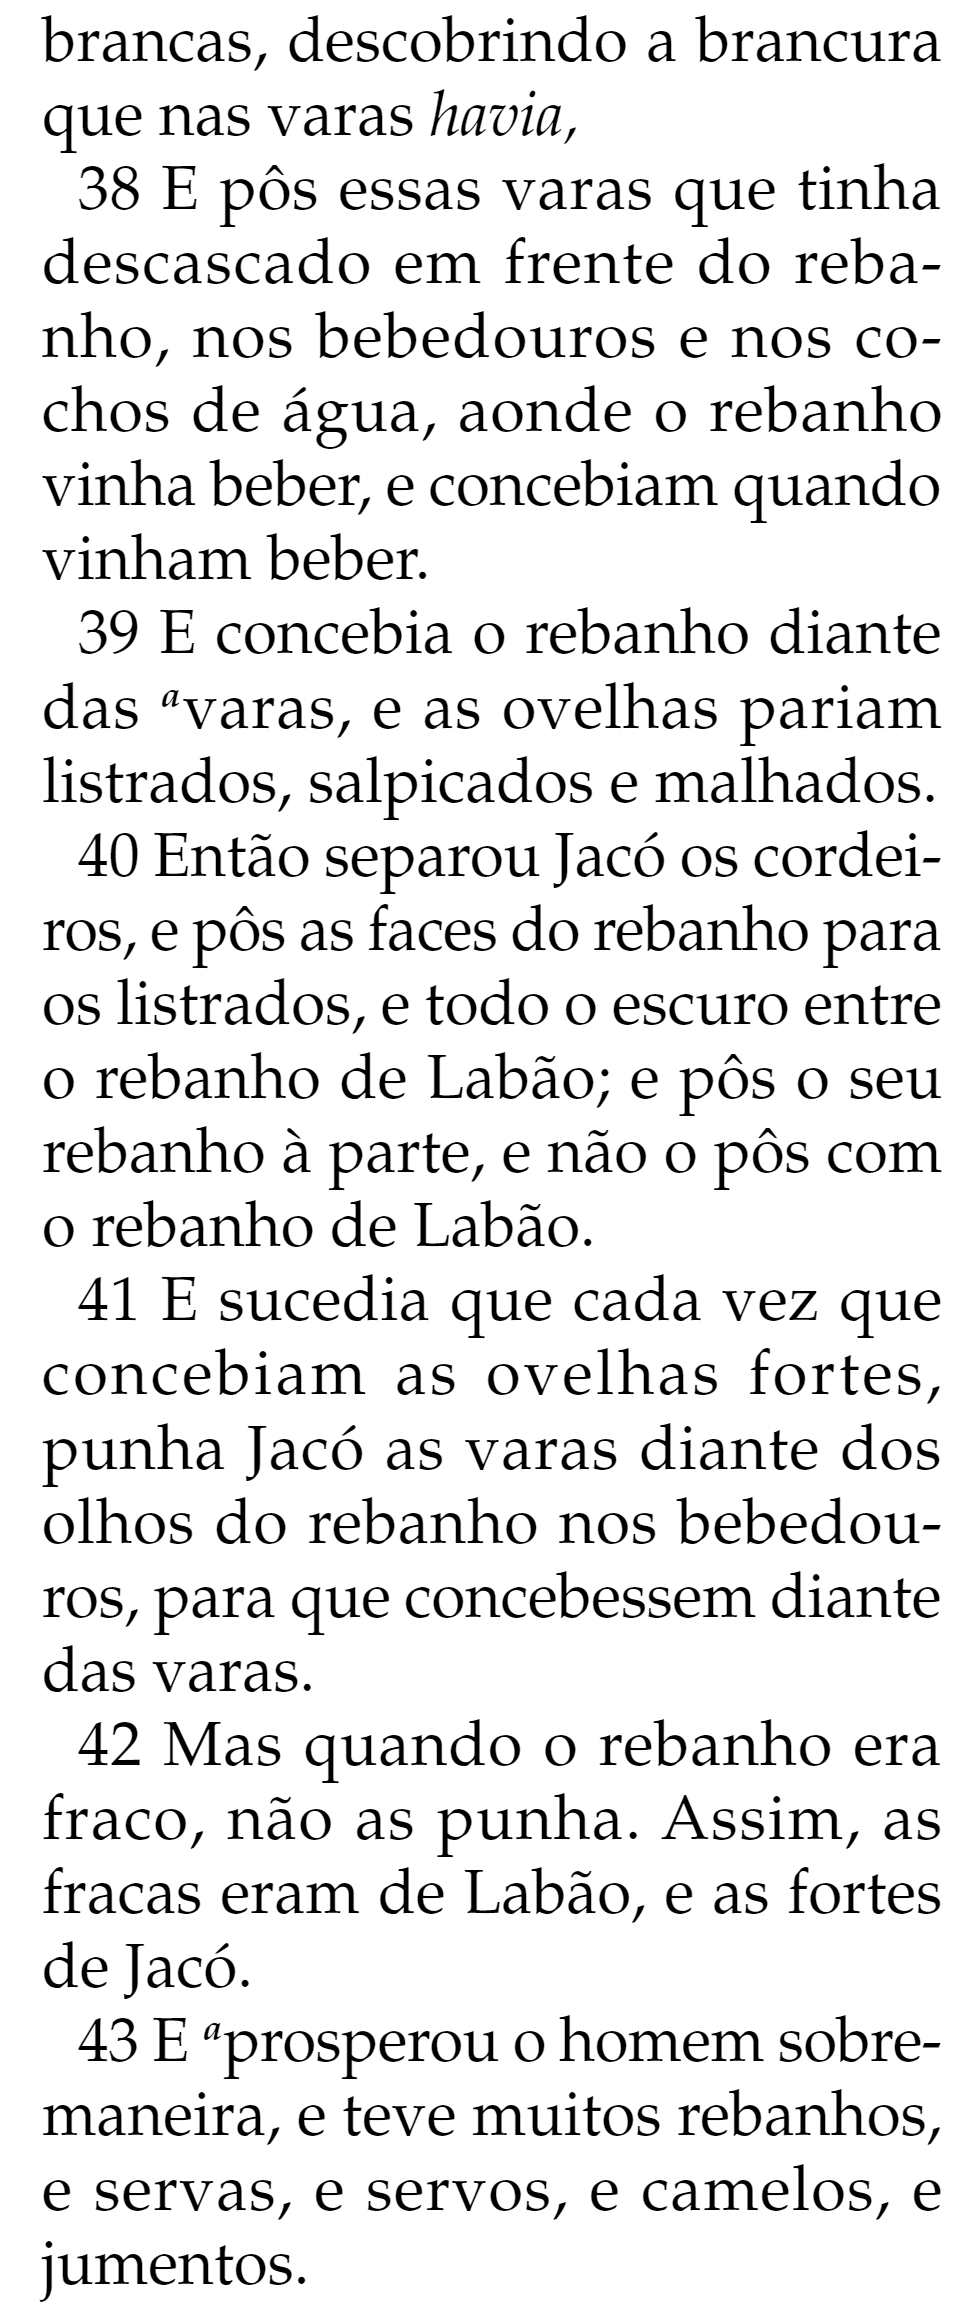 brancas, descobrindo a brancura
que nas varas havia,
38 E pôs essas varas que tinha
descascado em frente do reba-
nho, nos bebedouros e nos co-
chos de água, aonde o rebanho
vinha beber, e concebiam quando
vinham beber.
39 E concebia o rebanho diante
das ªvaras, e as ovelhas pariam
listrados, salpicados e malhados.
40 Então separou Jacó os cordei-
ros, e pôs as faces do rebanho para
os listrados, e todo o escuro entre
o rebanho de Labão; e pôs o seu
rebanho à parte, e não o pôs com
o rebanho de Labão.
41 E sucedia que cada vez que
concebiam as ovelhas fortes,
punha Jacó as varas diante dos
olhos do rebanho nos bebedou-
ros, para que concebessem diante
das varas.
42 Mas quando o rebanho era
fraco, não as punha. Assim, as
fracas eram de Labão, e as fortes
de Jacó.
43 E ªprosperou o homem sobre-
maneira, e teve muitos rebanhos,
e servas, e servos, e camelos, e
jumentos.